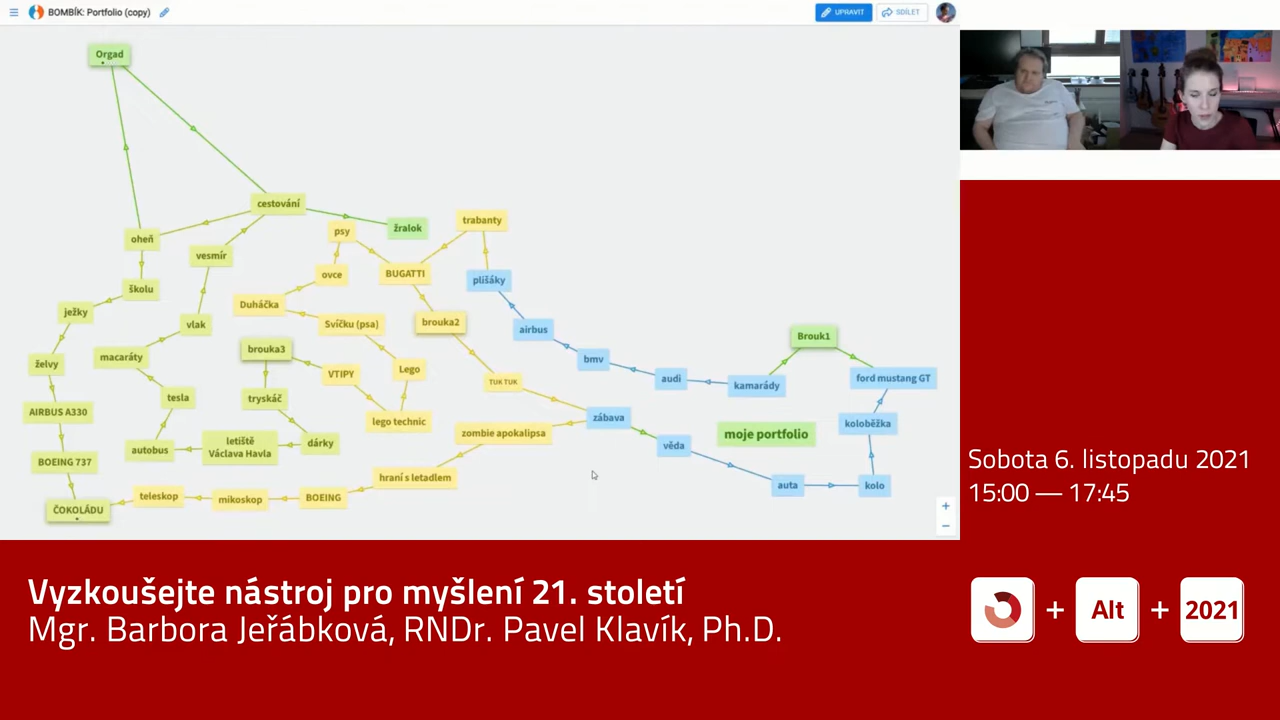 BOMBÍK: Portfolio (copy)
UPRAVIT
SDÍLET
Orgad
cestování
žralok
trabanty
psy
oheň
vesmír
ovce
BUGATTI
plišáky
školu
Duháčka
ježky
vlak
Svíčku (psa)
brouka2
airbus
Brouk1
brouka3
macaráty
želvy
VTIPY
Lego
TUK TUK
bmv
audi
kamarády
ford mustang GT
tesla
tryskáč
AIRBUS A330
lego technic
zábava
koloběžka
zombie apokalipsa
moje portfolio
věda
autobus
letiště
Václava Havla
dárky
BOEING 737
hraní s letadlem
auta
kolo
teleskop
mikoskop
BOEING
ČOKOLÁDU
+
−
Sobota 6. listopadu 2021
15:00 — 17:45
Vyzkoušejte nástroj pro myšlení 21. století
Mgr. Barbora Jeřábková, RNDr. Pavel Klavík, Ph.D.
+ Alt + 2021